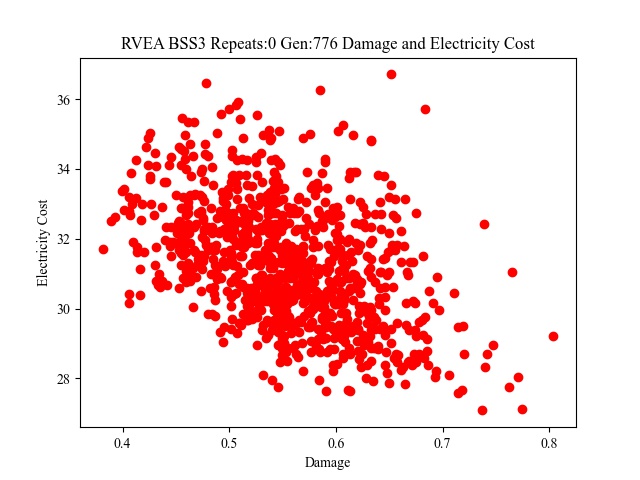 RVEA BSS3 Repeats:0 Gen:776 Damage and Electricity Cost
Electricity Cost
36
34
32
30
28
0.4 0.5 0.6 0.7 0.8
Damage